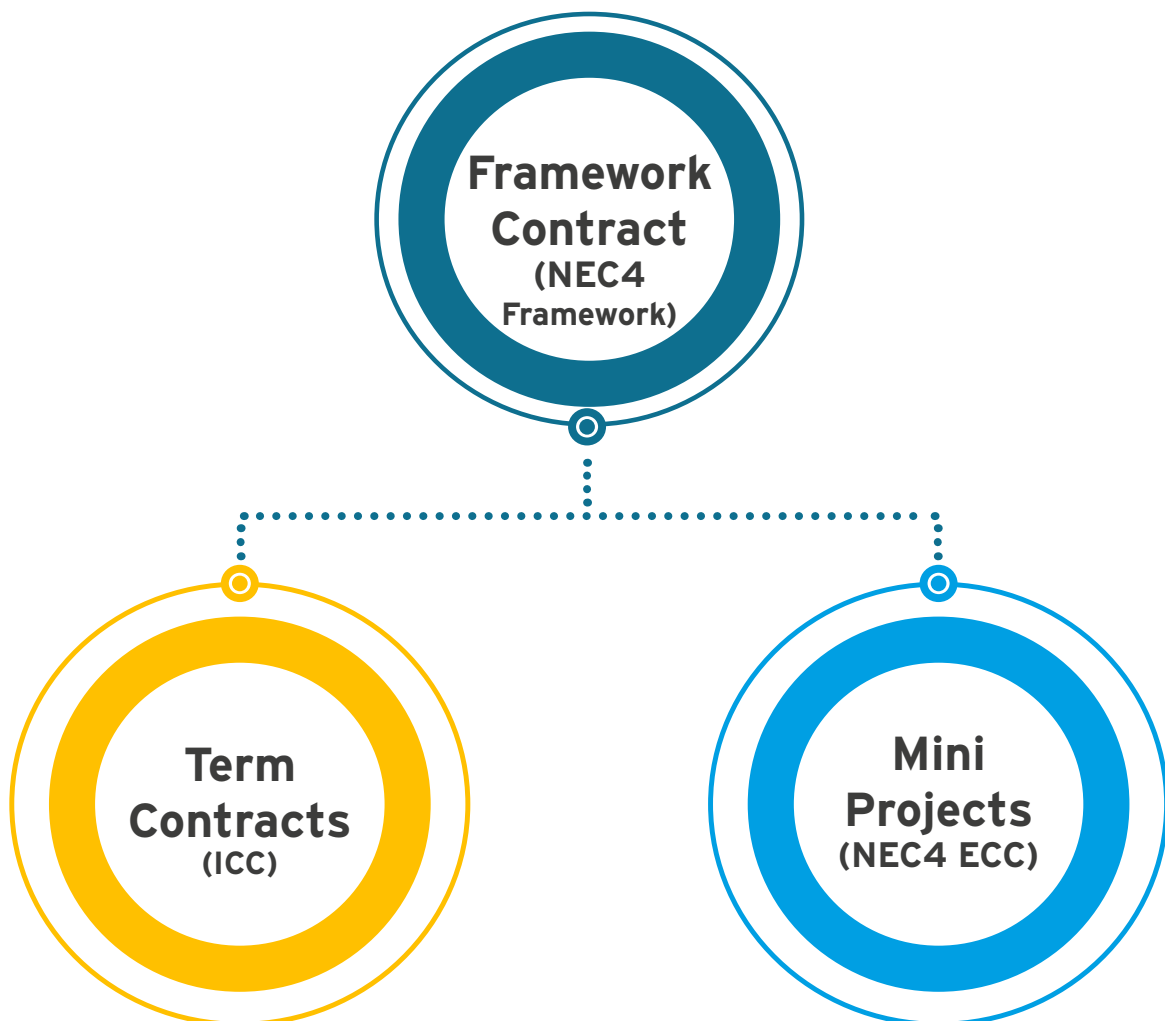 Framework
Contract
(NEC4
Framework)
Term
Contracts
(ICC)
Mini
Projects
(NEC4 ECC)